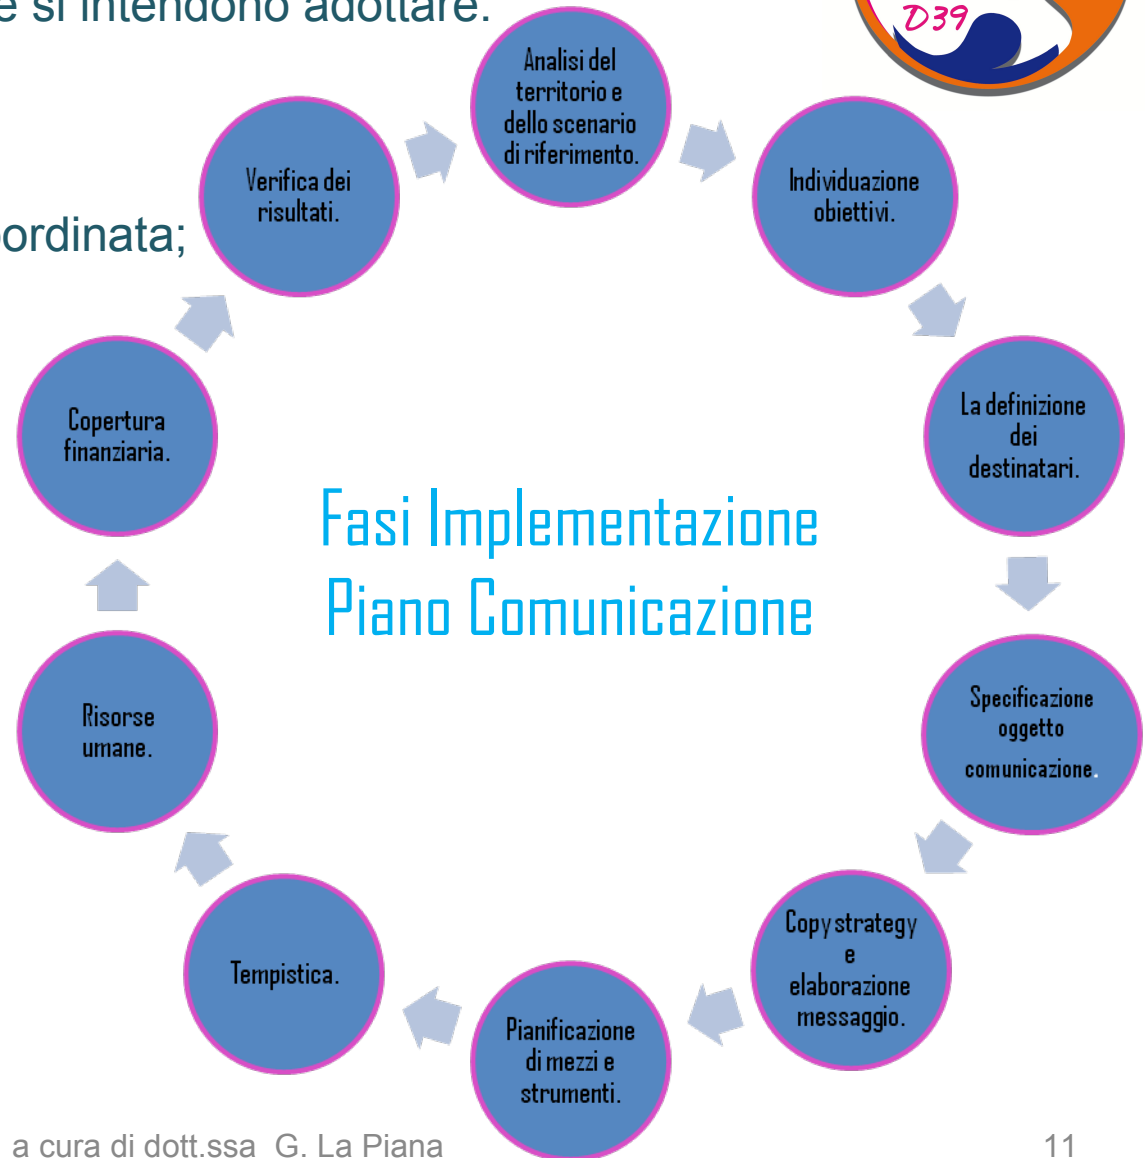 e si intendono adottare.
D39
Analisi del
territorio e
dello scenario
di riferimento.
Individuazione
obiettivi.
La definizione
dei
destinatari.
Specificazione
oggetto
comunicazione.
Copy strategy
e
elaborazione
messaggio.
Pianificazione
di mezzi e
strumenti.
Tempistica.
Risorse
umane.
Copertura
finanziaria.
Verifica dei
risultati.
ordinata;
Fasi Implementazione
Piano Comunicazione
a cura di dott.ssa G. La Piana
11